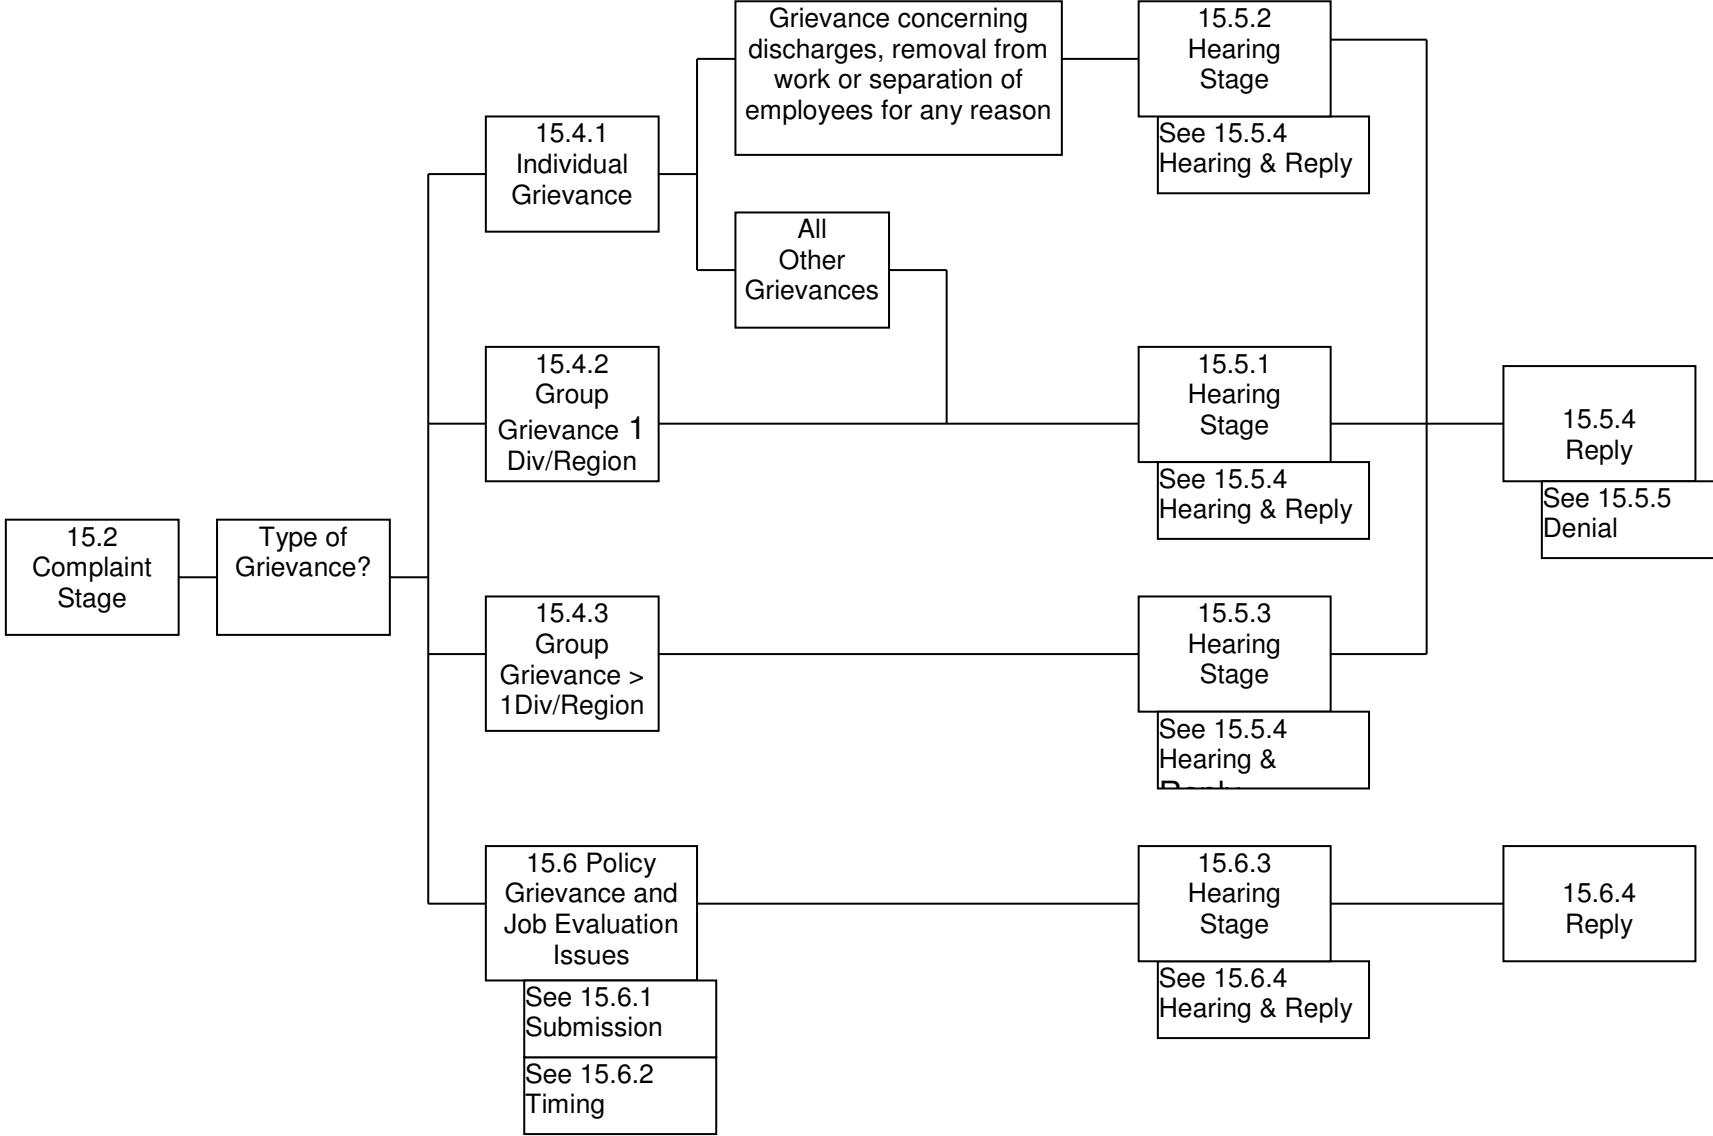 Grievance concerning
discharges, removal from
work or separation of
employees for any reason
15.5.2
Hearing
Stage
See 15.5.4
Hearing & Reply
15.4.1
Individual
Grievance
All
Other
Grievances
15.4.2
Group
Grievance 1
Div/Region
15.5.1
Hearing
Stage
See 15.5.4
Hearing & Reply
15.5.4
Reply
See 15.5.5
Denial
15.2
Complaint
Stage
Type of
Grievance?
15.4.3
Group
Grievance >
1Div/Region
15.5.3
Hearing
Stage
See 15.5.4
Hearing &
Reply
15.6 Policy
Grievance and
Job Evaluation
Issues
See 15.6.1
Submission
See 15.6.2
Timing
15.6.3
Hearing
Stage
See 15.6.4
Hearing & Reply
15.6.4
Reply